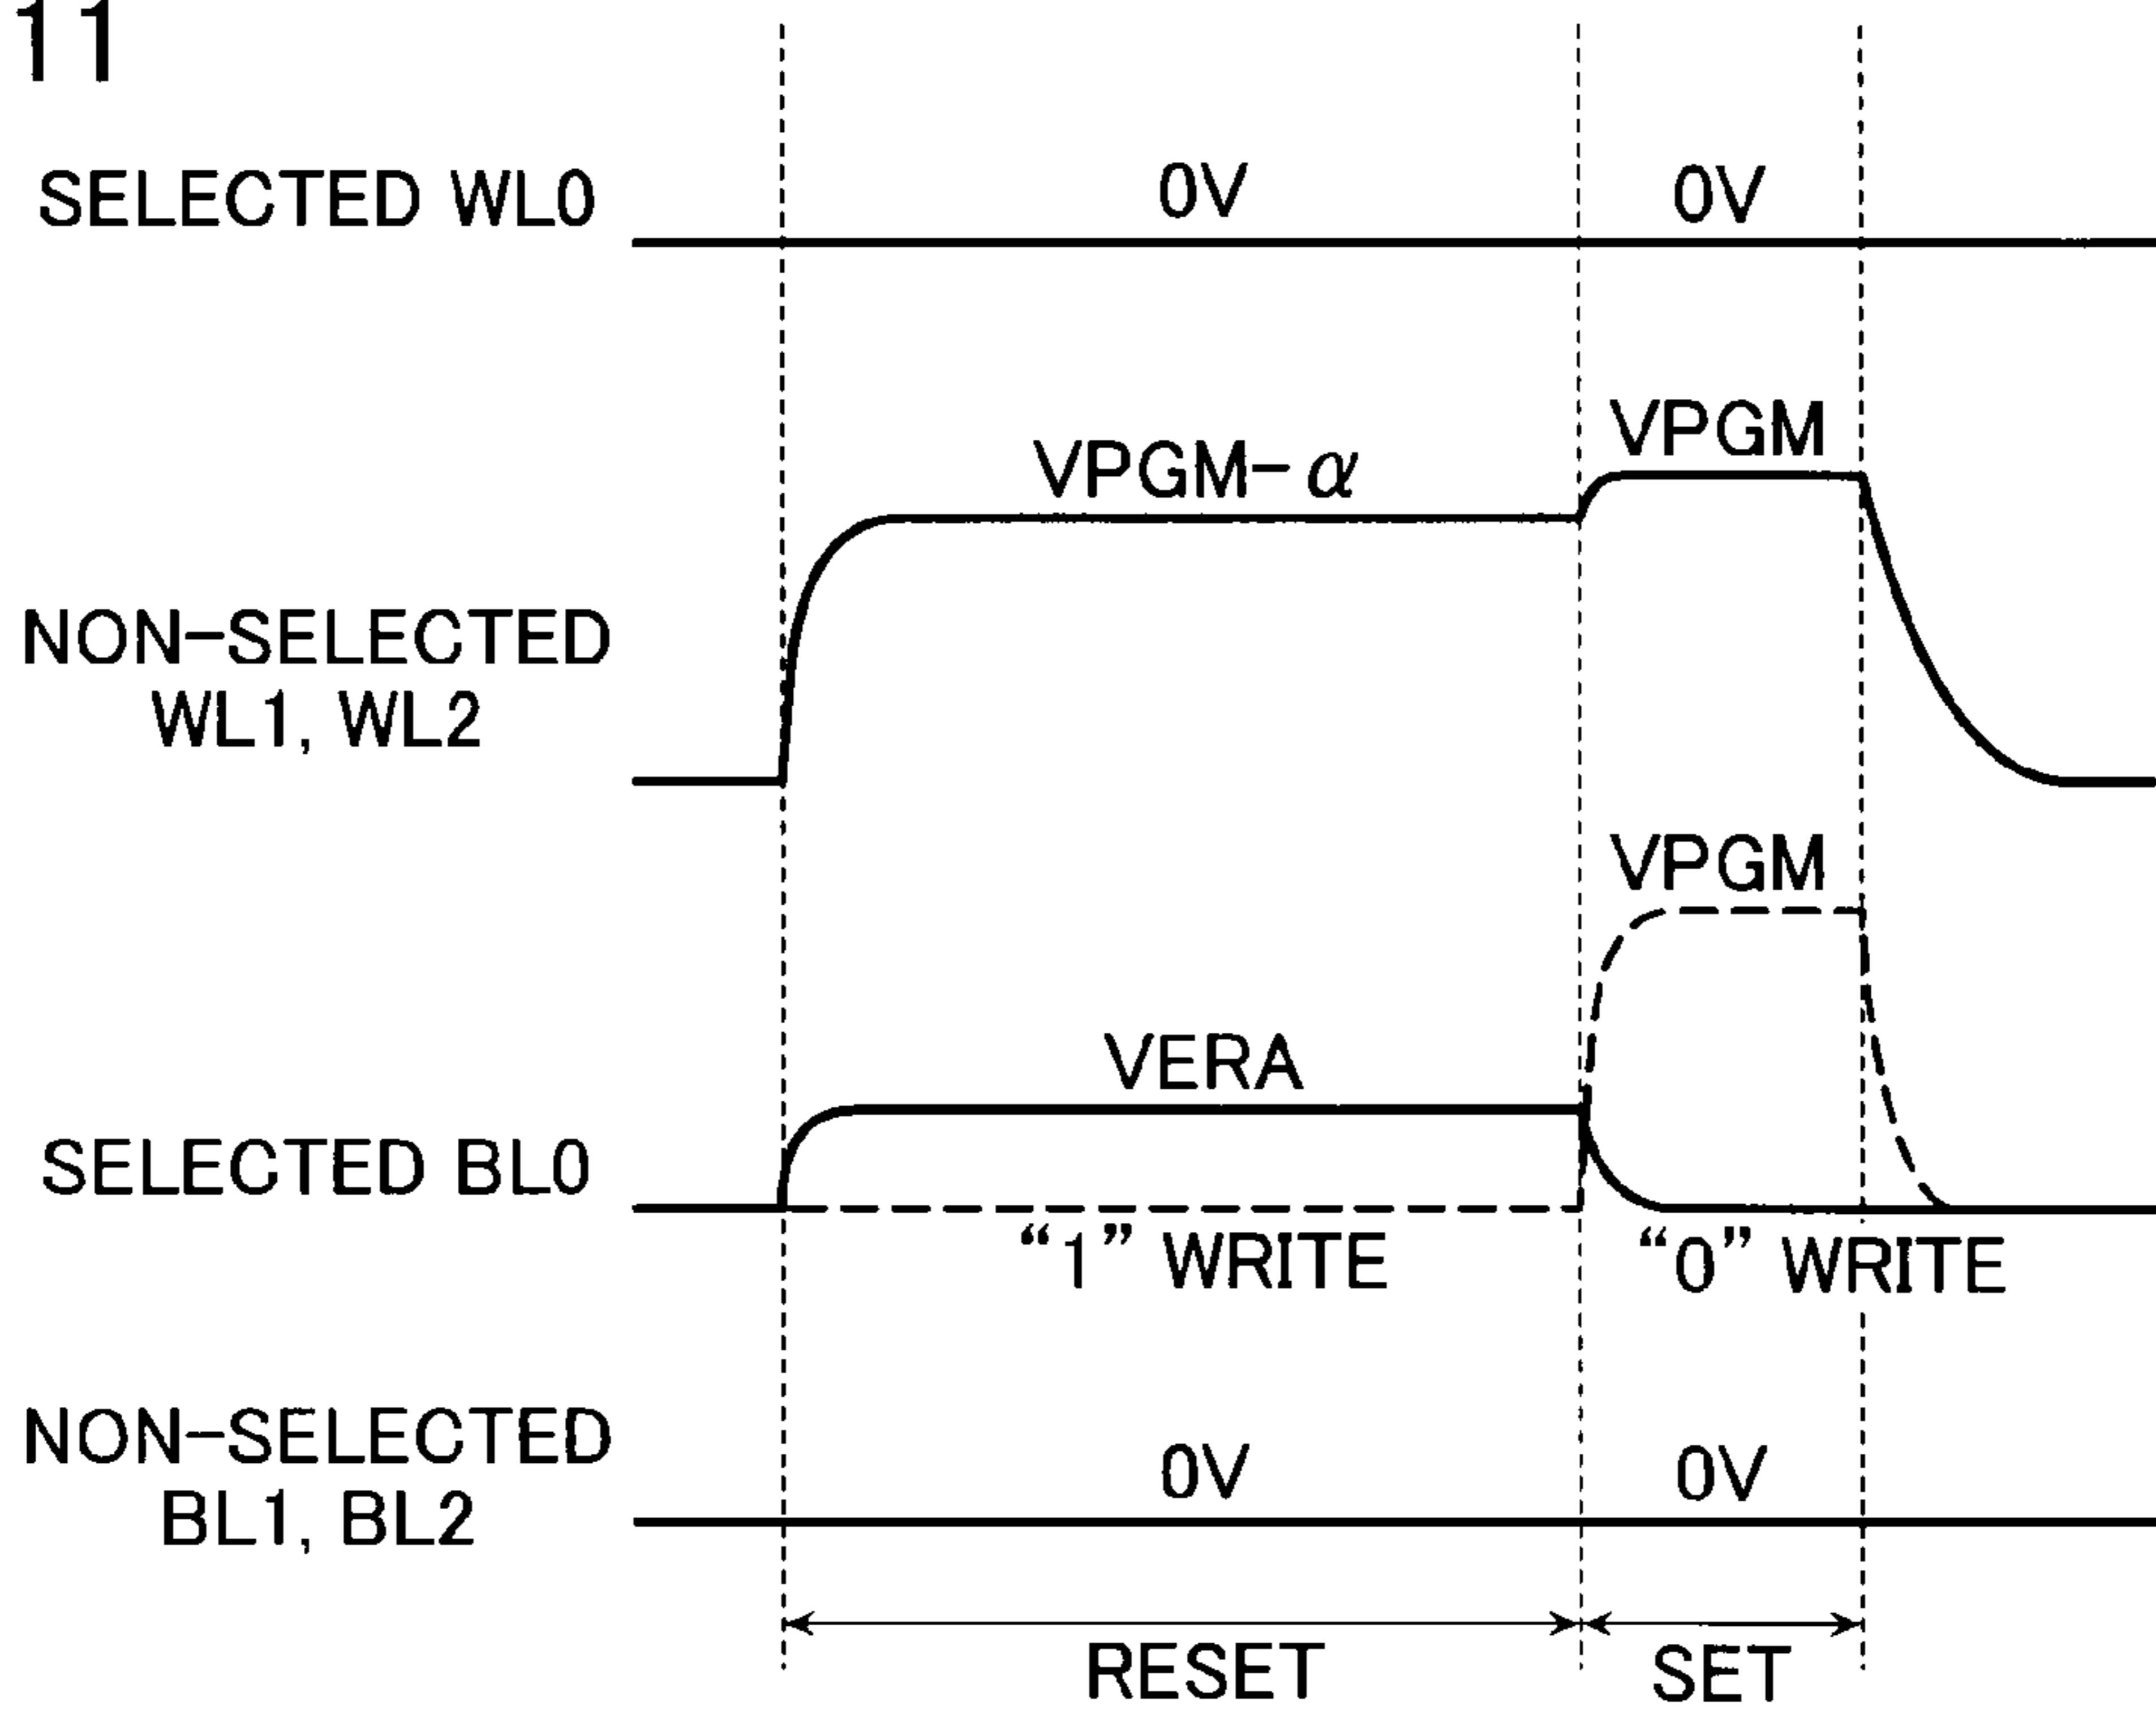 11
SELECTED WL0
0V
0V
VPGM
VPGM-α
NON-SELECTED
WL1, WL2
VPGM
VERA
SELECTED BL0
“1” WRITE
“0” WRITE
NON-SELECTED
BL1, BL2
0V
0V
RESET
SET